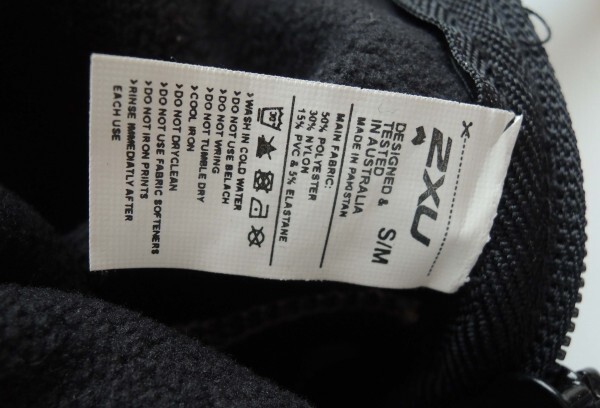 2XU
DESIGNED &
TESTED
IN AUSTRALIA
S/M
MADE IN PAKISTAN
MAIN FABRIC:
50% POLYESTER
30% NYLON
15% PVC & 5% ELASTANE
30
>WASH IN COLD WATER
>DO NOT USE BELACH
>DO NOT WRING
>DO NOT TUMBLE DRY
>COOL IRON
>DO NOT DRYCLEAN
>DO NOT USE FABRIC SOFTENERS
>DO NOT IRON PRINTS
>RINSE IMMEDIATLY AFTER
EACH USE